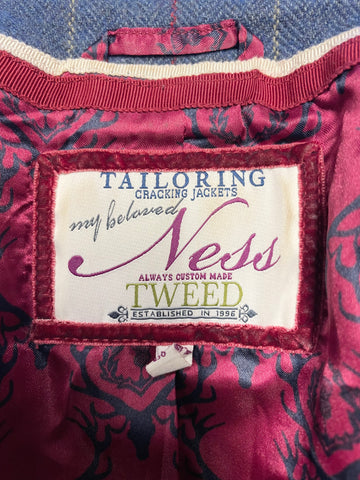 TAILORING
CRACKING JACKETS
my beloved
Ness
ALWAYS CUSTOM MADE
TWEED
ESTABLISHED IN 1996